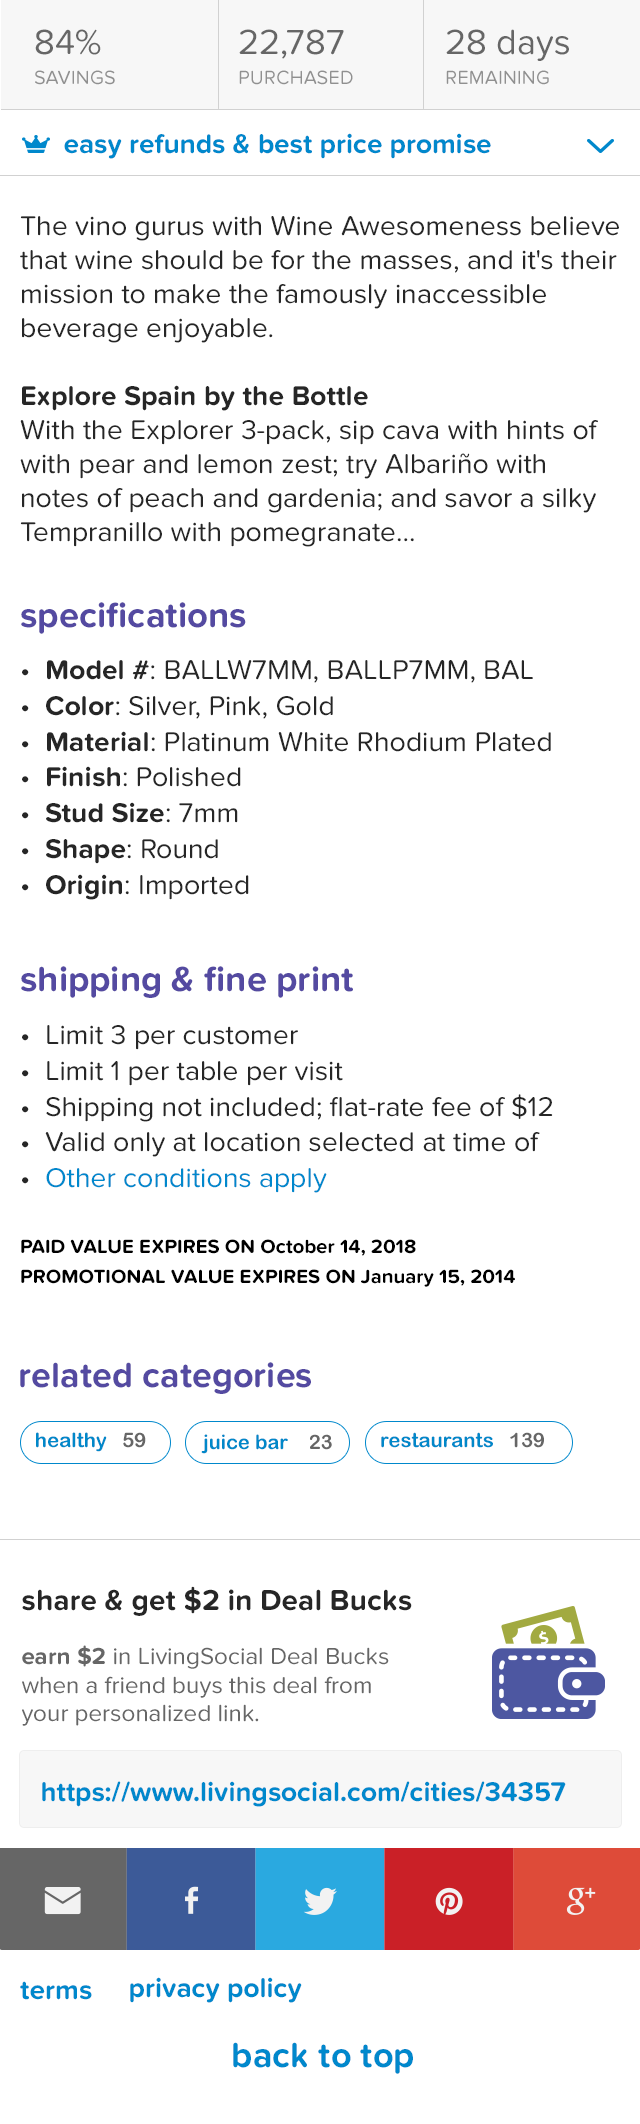 84%
SAVINGS
22,787
PURCHASED
28 days
REMAINING
easy refunds & best price promise
The vino gurus with Wine Awesomeness believe
that wine should be for the masses, and it's their
mission to make the famously inaccessible
beverage enjoyable.
Explore Spain by the Bottle
With the Explorer 3-pack, sip cava with hints of
with pear and lemon zest; try Albariño with
notes of peach and gardenia; and savor a silky
Tempranillo with pomegranate...
specifications
• Model #: BALLW7MM, BALLP7MM, BAL
• Color: Silver, Pink, Gold
• Material: Platinum White Rhodium Plated
• Finish: Polished
• Stud Size: 7mm
• Shape: Round
• Origin: Imported
shipping & fine print
• Limit 3 per customer
• Limit 1 per table per visit
• Shipping not included; flat-rate fee of $12
• Valid only at location selected at time of
• Other conditions apply
PAID VALUE EXPIRES ON October 14, 2018
PROMOTIONAL VALUE EXPIRES ON January 15, 2014
related categories
healthy 59 juice bar 23 restaurants 139
share & get $2 in Deal Bucks
earn $2 in LivingSocial Deal Bucks
when a friend buys this deal from
your personalized link.
$
https://www.livingsocial.com/cities/34357
f g+
terms privacy policy
back to top